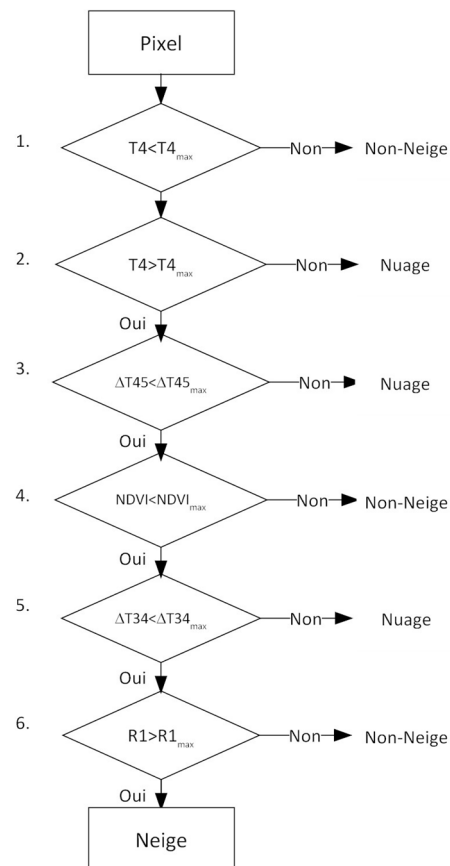 Pixel
1. T4<T4max Non Non-Neige
2. T4>T4max Non Nuage
Oui
3. ΔT45<ΔT45max Non Nuage
Oui
4. NDVI<NDVImax Non Non-Neige
Oui
5. ΔT34<ΔT34max Non Nuage
Oui
6. R1>R1max Non Non-Neige
Oui
Neige